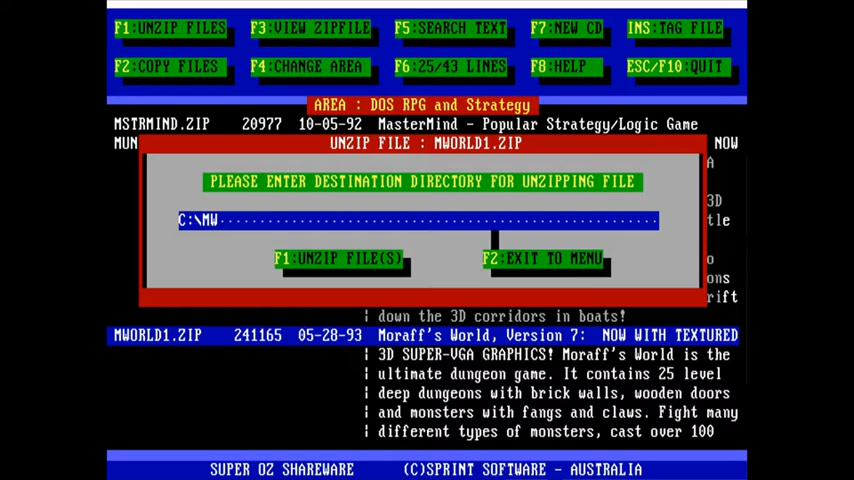 F1:UNZIP FILES F3:VIEW ZIPFILE F5:SEARCH TEXT F7:NEW CD INS:TAG FILE
F2:COPY FILES F4:CHANGE AREA F6:25/43 LINES F8:HELP ESC/F10:QUIT
AREA : DOS RPG and Strategy
MSTRMIND.ZIP 20977 10-05-92 MasterMind - Popular Strategy/Logic Game
MUN UNZIP FILE : MWORLD1.ZIP NOW
A
PLEASE ENTER DESTINATION DIRECTORY FOR UNZIPPING FILE
3D
C:\MW tle
F1:UNZIP FILE(S) F2:EXIT TO MENU o
ons
rift
| down the 3D corridors in boats!
MWORLD1.ZIP 241165 05-28-93 Moraff's World, Version 7: NOW WITH TEXTURED
| 3D SUPER-VGA GRAPHICS! Moraff's World is the
| ultimate dungeon game. It contains 25 level
| deep dungeons with brick walls, wooden doors
| and monsters with fangs and claws. Fight many
| different types of monsters, cast over 100
SUPER OZ SHAREWARE (C)SPRINT SOFTWARE - AUSTRALIA